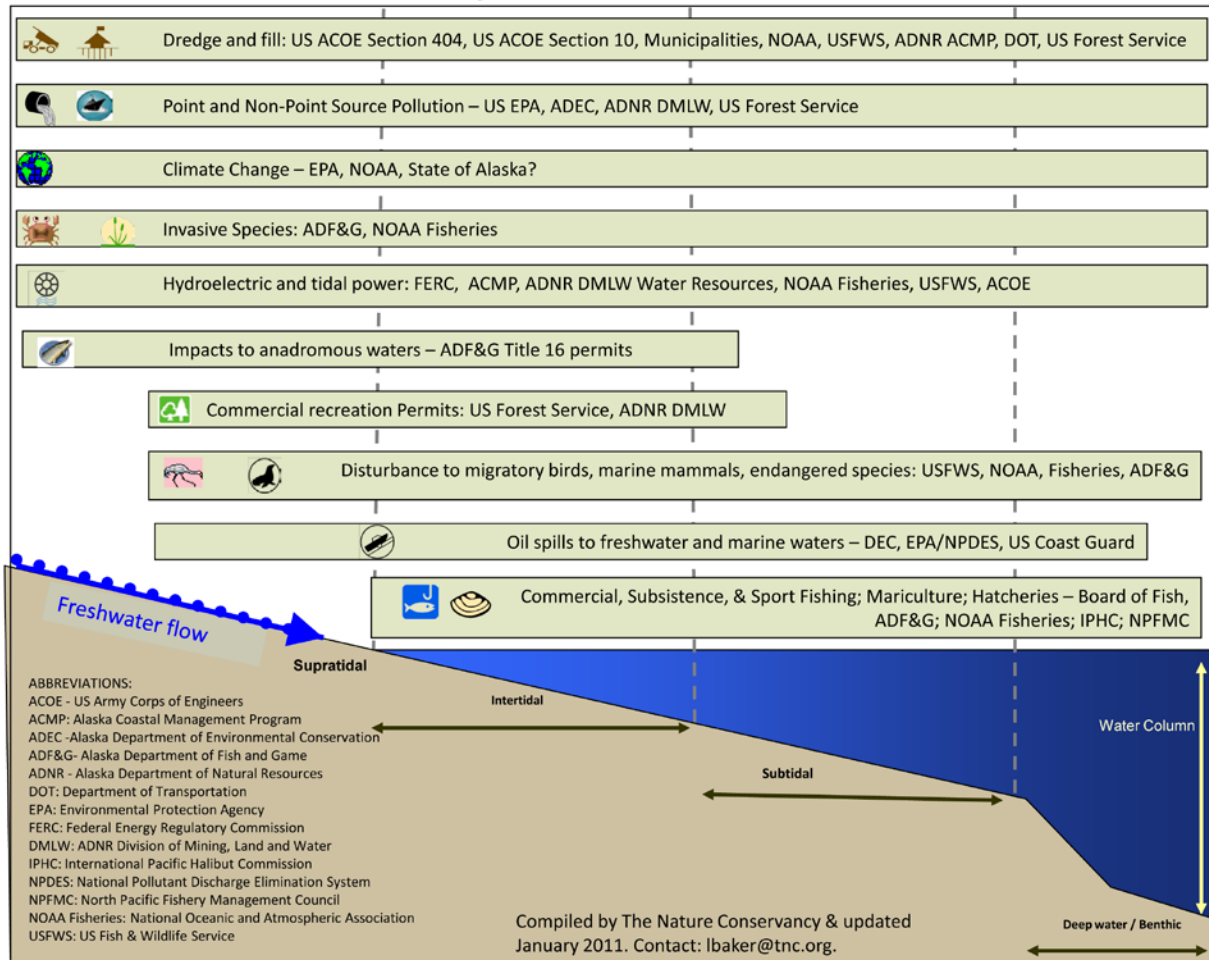 Dredge and fill: US ACOE Section 404, US ACOE Section 10, Municipalities, NOAA, USFWS, ADNR ACMP, DOT, US Forest Service
Point and Non-Point Source Pollution – US EPA, ADEC, ADNR DMLW, US Forest Service
Climate Change – EPA, NOAA, State of Alaska?
Invasive Species: ADF&G, NOAA Fisheries
Hydroelectric and tidal power: FERC, ACMP, ADNR DMLW Water Resources, NOAA Fisheries, USFWS, ACOE
Impacts to anadromous waters – ADF&G Title 16 permits
Commercial recreation Permits: US Forest Service, ADNR DMLW
Disturbance to migratory birds, marine mammals, endangered species: USFWS, NOAA, Fisheries, ADF&G
Oil spills to freshwater and marine waters – DEC, EPA/NPDES, US Coast Guard
Commercial, Subsistence, & Sport Fishing; Mariculture; Hatcheries – Board of Fish,
ADF&G; NOAA Fisheries; IPHC; NPFMC
Freshwater flow
Supratidal
Intertidal
Subtidal
Water Column
Deep water / Benthic
ABBREVIATIONS:
ACOE - US Army Corps of Engineers
ACMP: Alaska Coastal Management Program
ADEC -Alaska Department of Environmental Conservation
ADF&G- Alaska Department of Fish and Game
ADNR - Alaska Department of Natural Resources
DOT: Department of Transportation
EPA: Environmental Protection Agency
FERC: Federal Energy Regulatory Commission
DMLW: ADNR Division of Mining, Land and Water
IPHC: International Pacific Halibut Commission
NPDES: National Pollutant Discharge Elimination System
NPFMC: North Pacific Fishery Management Council
NOAA Fisheries: National Oceanic and Atmospheric Association
USFWS: US Fish & Wildlife Service
Compiled by The Nature Conservancy & updated
January 2011. Contact: lbaker@tnc.org.